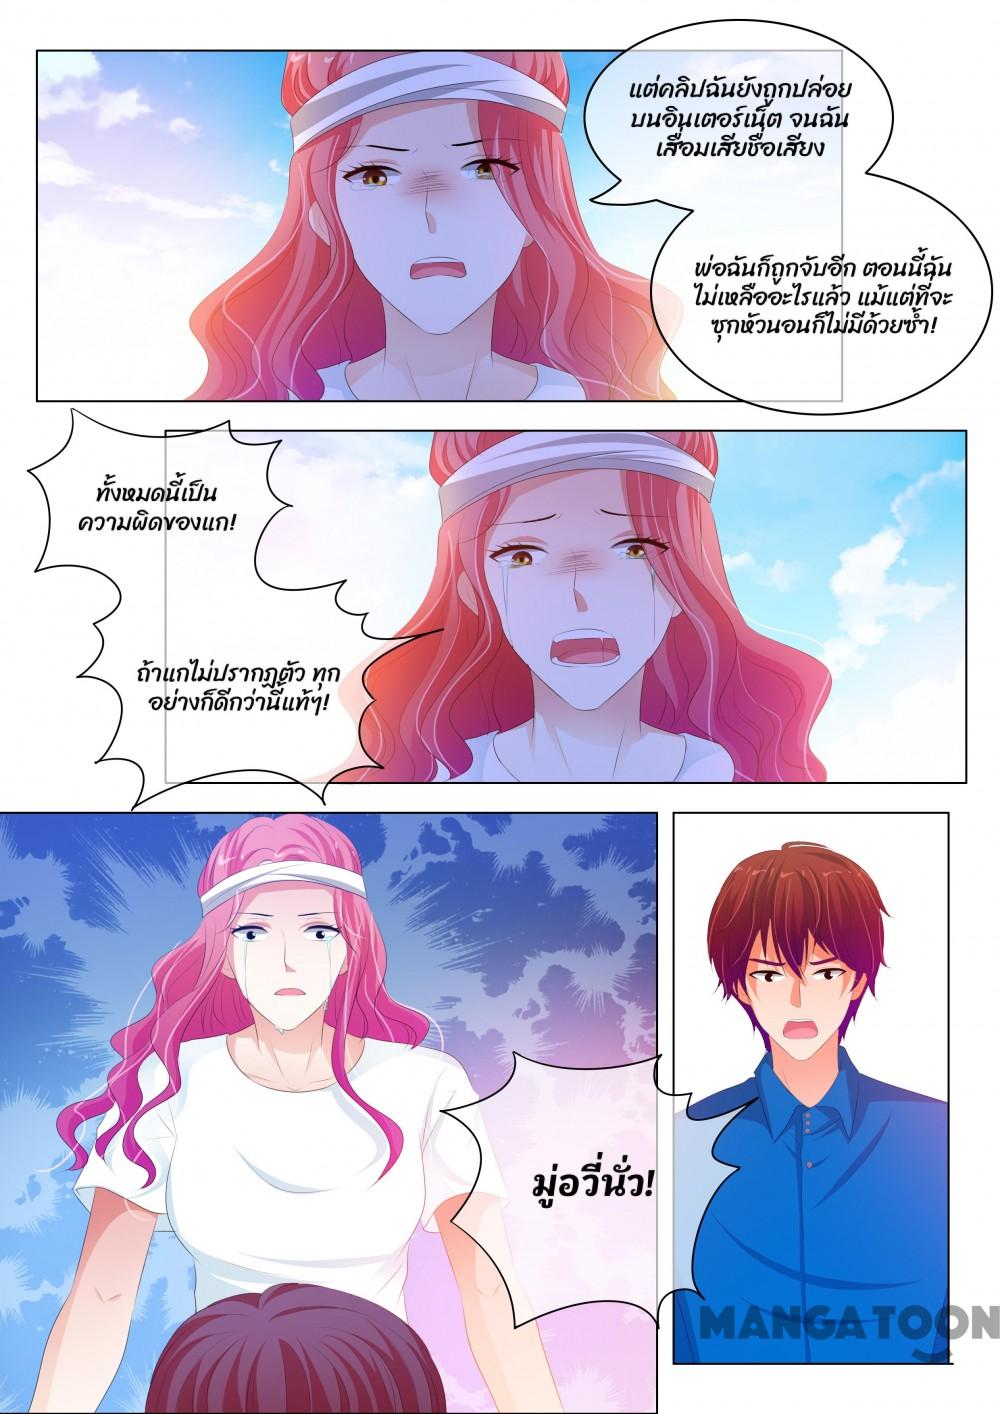 แต่คลิปฉันยังถูกปล่อย
บนอินเตอร์เน็ต จนฉัน
เสื่อมเสียชื่อเสียง
พ่อฉันก็ถูกจับอีก ตอนนี้ฉัน
ไม่เหลืออะไรแล้ว แม้แต่ที่จะ
ซุกหัวนอนก็ไม่มีด้วยซ้ำ!
ทั้งหมดนี้เป็น
ความผิดของแก!
ถ้าแกไม่ปรากฏตัว ทุก
อย่างก็ดีกว่านี้แท้ๆ!
มู่อวี่นั่ว!
MANGATOON